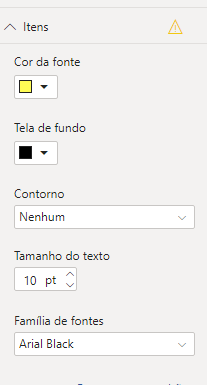 Itens
Cor da fonte
Tela de fundo
Contorno
Nenhum
Tamanho do texto
10 pt
Família de fontes
Arial Black